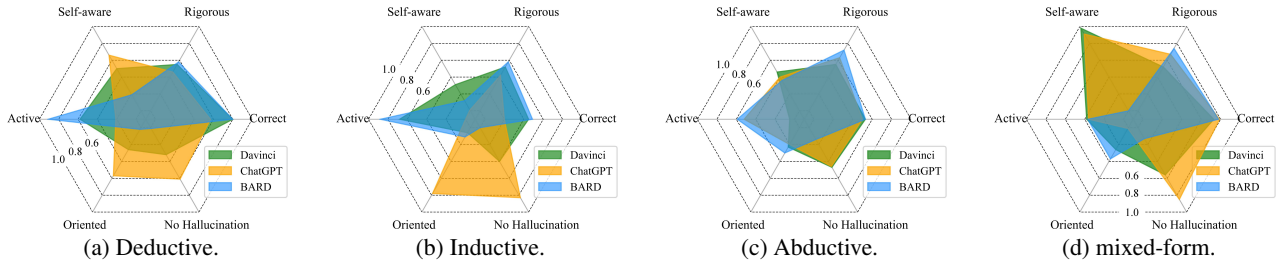 Self-aware
Rigorous
Active
Correct
Oriented
No Hallucination
0.6
0.8
1.0
Davinci
ChatGPT
BARD
(a) Deductive.
Self-aware
Rigorous
1.0
0.8
0.6
Active
Correct
Oriented
No Hallucination
Davinci
ChatGPT
BARD
(b) Inductive.
Self-aware
Rigorous
1.0
0.8
0.6
Active
Correct
Oriented
No Hallucination
Davinci
ChatGPT
BARD
(c) Abductive.
Self-aware
Rigorous
Active
Correct
Oriented
No Hallucination
0.6
0.8
1.0
Davinci
ChatGPT
BARD
(d) mixed-form.